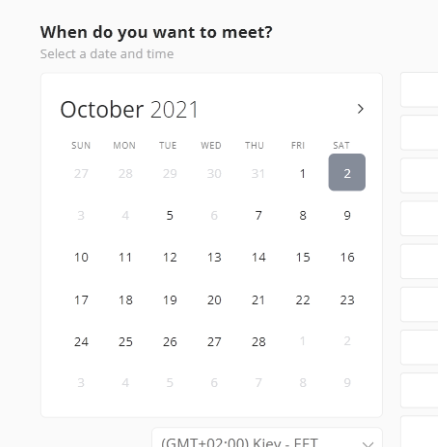 When do you want to meet?
Select a date and time
October 2021
SUN MON TUE WED THU FRI SAT
27 28 29 30 31 1 2
3 4 5 6 7 8 9
10 11 12 13 14 15 16
17 18 19 20 21 22 23
24 25 26 27 28 1 2
3 4 5 6 7 8 9
(GMT+02:00) Kiev - EET